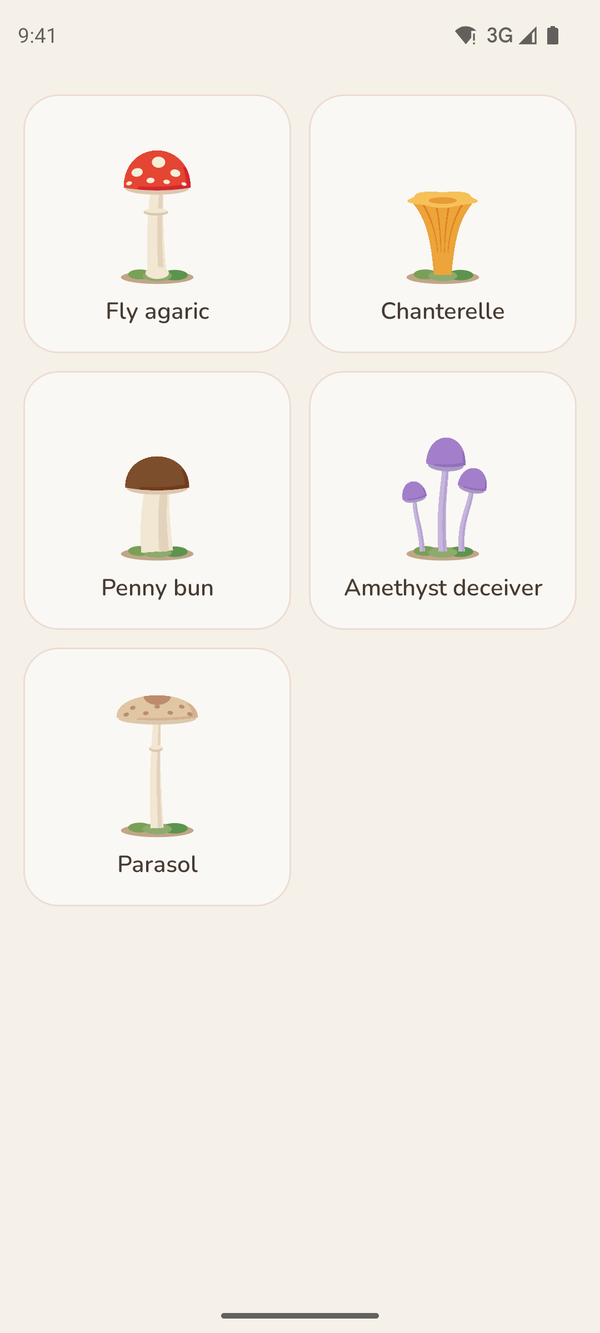 9:41
3G
Fly agaric
Chanterelle
Penny bun
Amethyst deceiver
Parasol